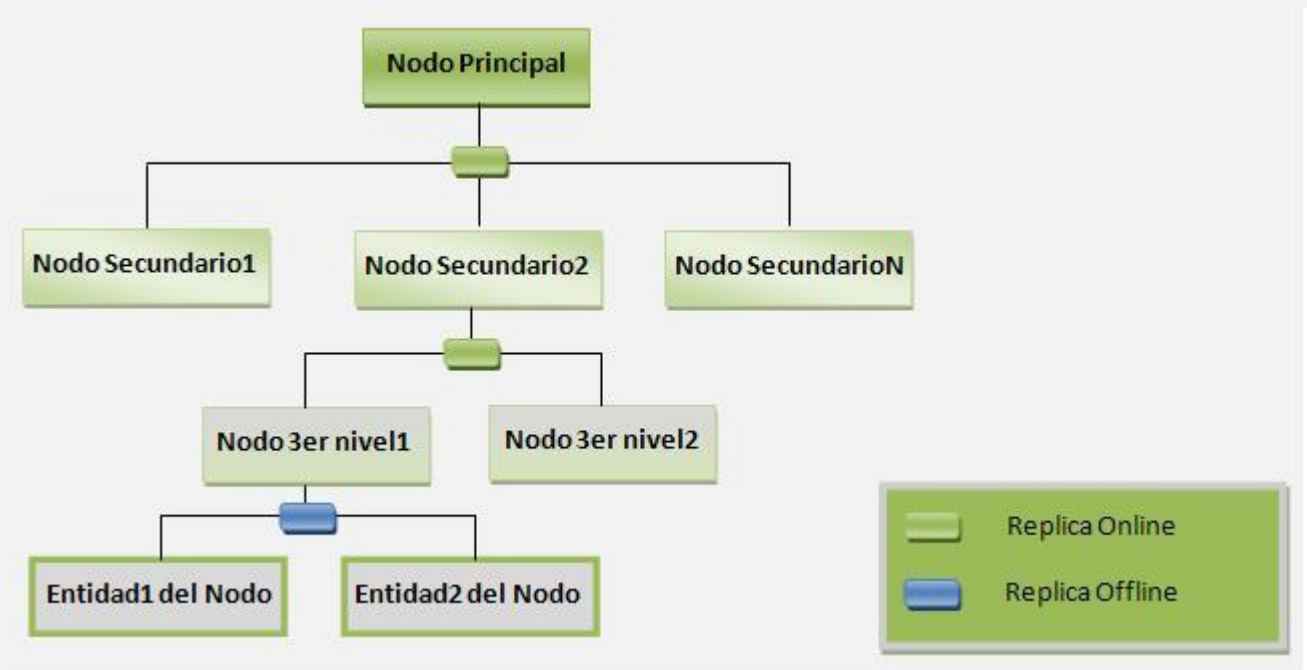 Nodo Principal
Nodo Secundario1
Nodo Secundario2
Nodo SecundarioN
Nodo 3er nivel1
Nodo 3er nivel2
Entidad1 del Nodo
Entidad2 del Nodo
Replica Online
Replica Offline